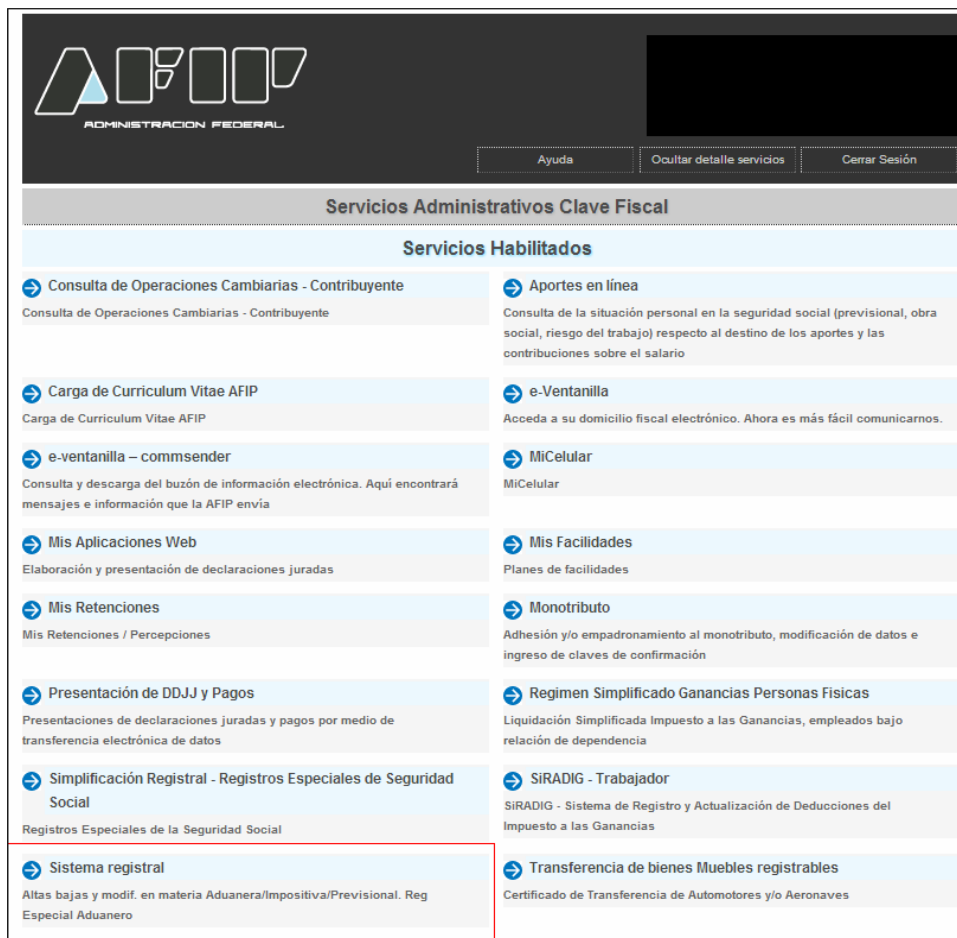 AFIP
ADMINISTRACION FEDERAL
Ayuda
Ocultar detalle servicios
Cerrar Sesión
Servicios Administrativos Clave Fiscal
Servicios Habilitados
Consulta de Operaciones Cambiarias - Contribuyente
Consulta de Operaciones Cambiarias - Contribuyente
Aportes en línea
Consulta de la situación personal en la seguridad social (previsional, obra
social, riesgo del trabajo) respecto al destino de los aportes y las
contribuciones sobre el salario
Carga de Curriculum Vitae AFIP
Carga de Curriculum Vitae AFIP
e-Ventanilla
Acceda a su domicilio fiscal electrónico. Ahora es más fácil comunicarnos.
e-ventanilla – commsender
Consulta y descarga del buzón de información electrónica. Aquí encontrará
mensajes e información que la AFIP envía
MiCelular
MiCelular
Mis Aplicaciones Web
Elaboración y presentación de declaraciones juradas
Mis Facilidades
Planes de facilidades
Mis Retenciones
Mis Retenciones / Percepciones
Monotributo
Adhesión y/o empadronamiento al monotributo, modificación de datos e
ingreso de claves de confirmación
Presentación de DDJJ y Pagos
Presentaciones de declaraciones juradas y pagos por medio de
transferencia electrónica de datos
Regimen Simplificado Ganancias Personas Fisicas
Liquidación Simplificada Impuesto a las Ganancias, empleados bajo
relación de dependencia
Simplificación Registral - Registros Especiales de Seguridad
Social
Registros Especiales de la Seguridad Social
SiRADIG - Trabajador
SiRADIG - Sistema de Registro y Actualización de Deducciones del
Impuesto a las Ganancias
Sistema registral
Altas bajas y modif. en materia Aduanera/Impositiva/Previsional. Reg
Especial Aduanero
Transferencia de bienes Muebles registrables
Certificado de Transferencia de Automotores y/o Aeronaves